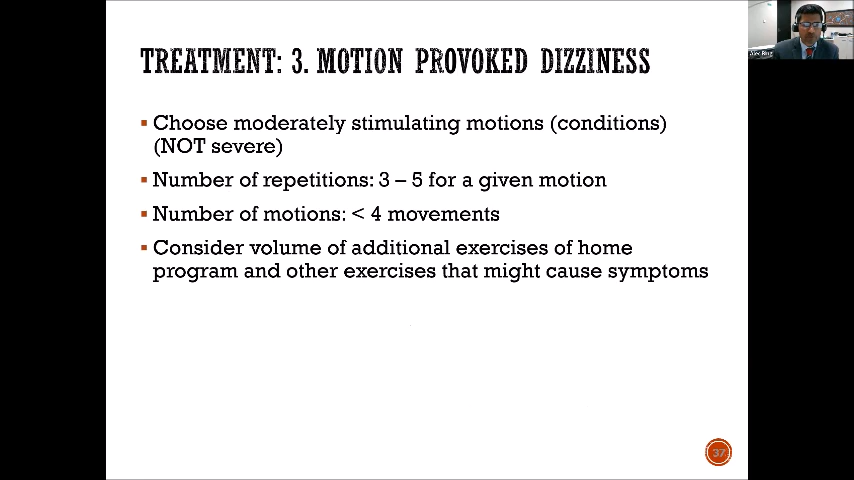 TREATMENT: 3. MOTION PROVOKED DIZZINESS
▪ Choose moderately stimulating motions (conditions)
(NOT severe)
▪ Number of repetitions: 3 – 5 for a given motion
▪ Number of motions: < 4 movements
▪ Consider volume of additional exercises of home
program and other exercises that might cause symptoms
37